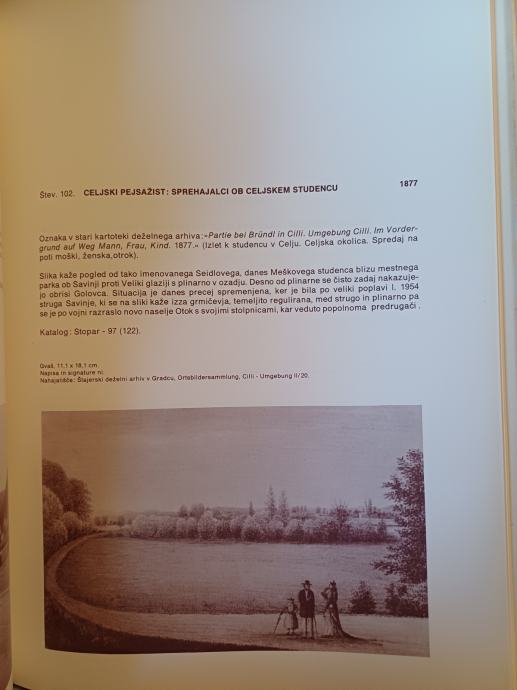 Štev. 102. CELJSKI PEJSAŽIST: SPREHAJALCI OB CELJSKEM STUDENCU 1877
Oznaka v stari kartoteki deželnega arhiva: »Partie bei Bründl in Cilli. Umgebung Cilli. Im Vorder-
grund auf Weg Mann, Frau, Kind. 1877.« (Izlet k studencu v Celju. Celjska okolica. Spredaj na
poti moški, ženska,otrok).
Slika kaže pogled od tako imenovanega Seidlovega, danes Meškovega studenca blizu mestnega
parka ob Savinji proti Veliki glaziji s plinarno v ozadju. Desno od plinarne se čisto zadaj nakazuje-
jo obrisi Golovca. Situacija je danes precej spremenjena, ker je bila po veliki poplavi l. 1954
struga Savinje, ki se na sliki kaže izza grmičevja, temeljito regulirana, med strugo in plinarno pa
se je po vojni razraslo novo naselje Otok s svojimi stolpnicami, kar veduto popolnoma predrugači.
Katalog: Stopar - 97 (122).
Gvaš, 11,1 x 18,1 cm.
Napisa in signature ni.
Nahajališče: Štajerski deželni arhiv v Gradcu, Ortsbildersammlung, Cilli - Umgebung II/20.